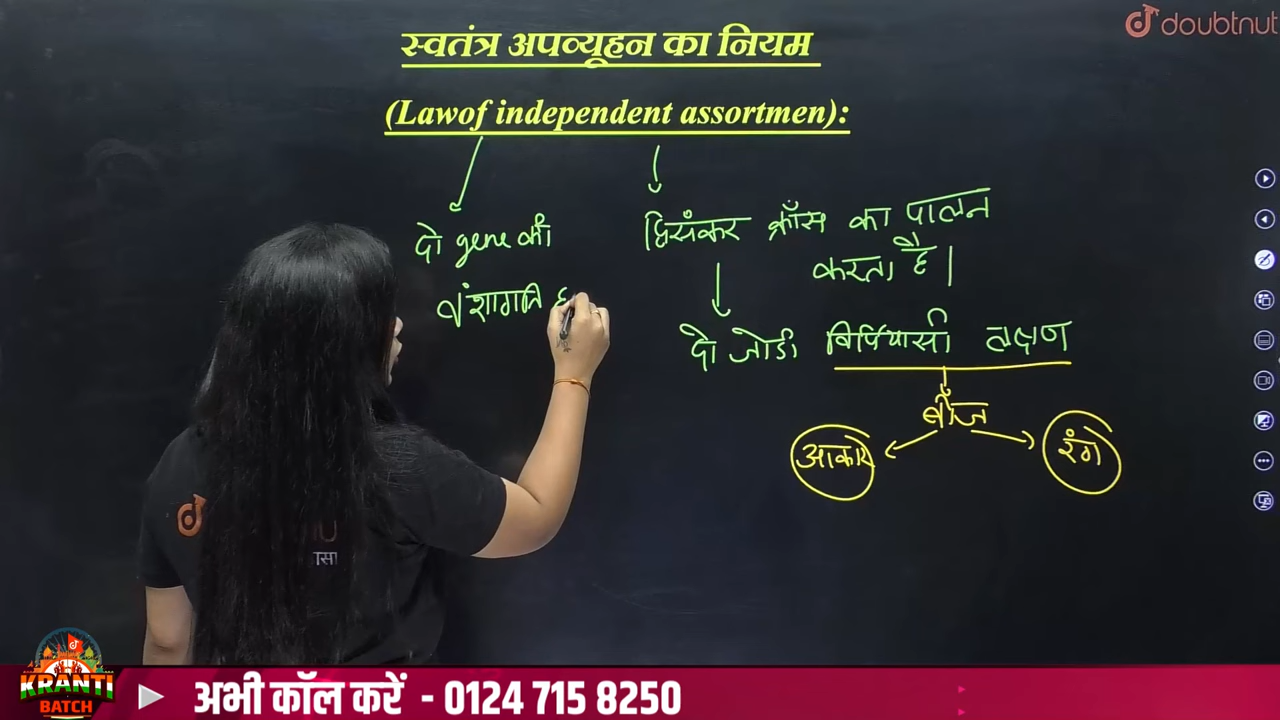 doubtnut
स्वतंत्र अपव्यूहन का नियम
(Lawof independent assortmen):
दो gene की
वंशागति
द्विसंकर क्रॉस का पालन
करता है।
दो जोडी विर्पियासी लक्षण
बीज
आकार
रंग
तसा
KRANTI
BATCH
अभी कॉल करें - 0124 715 8250